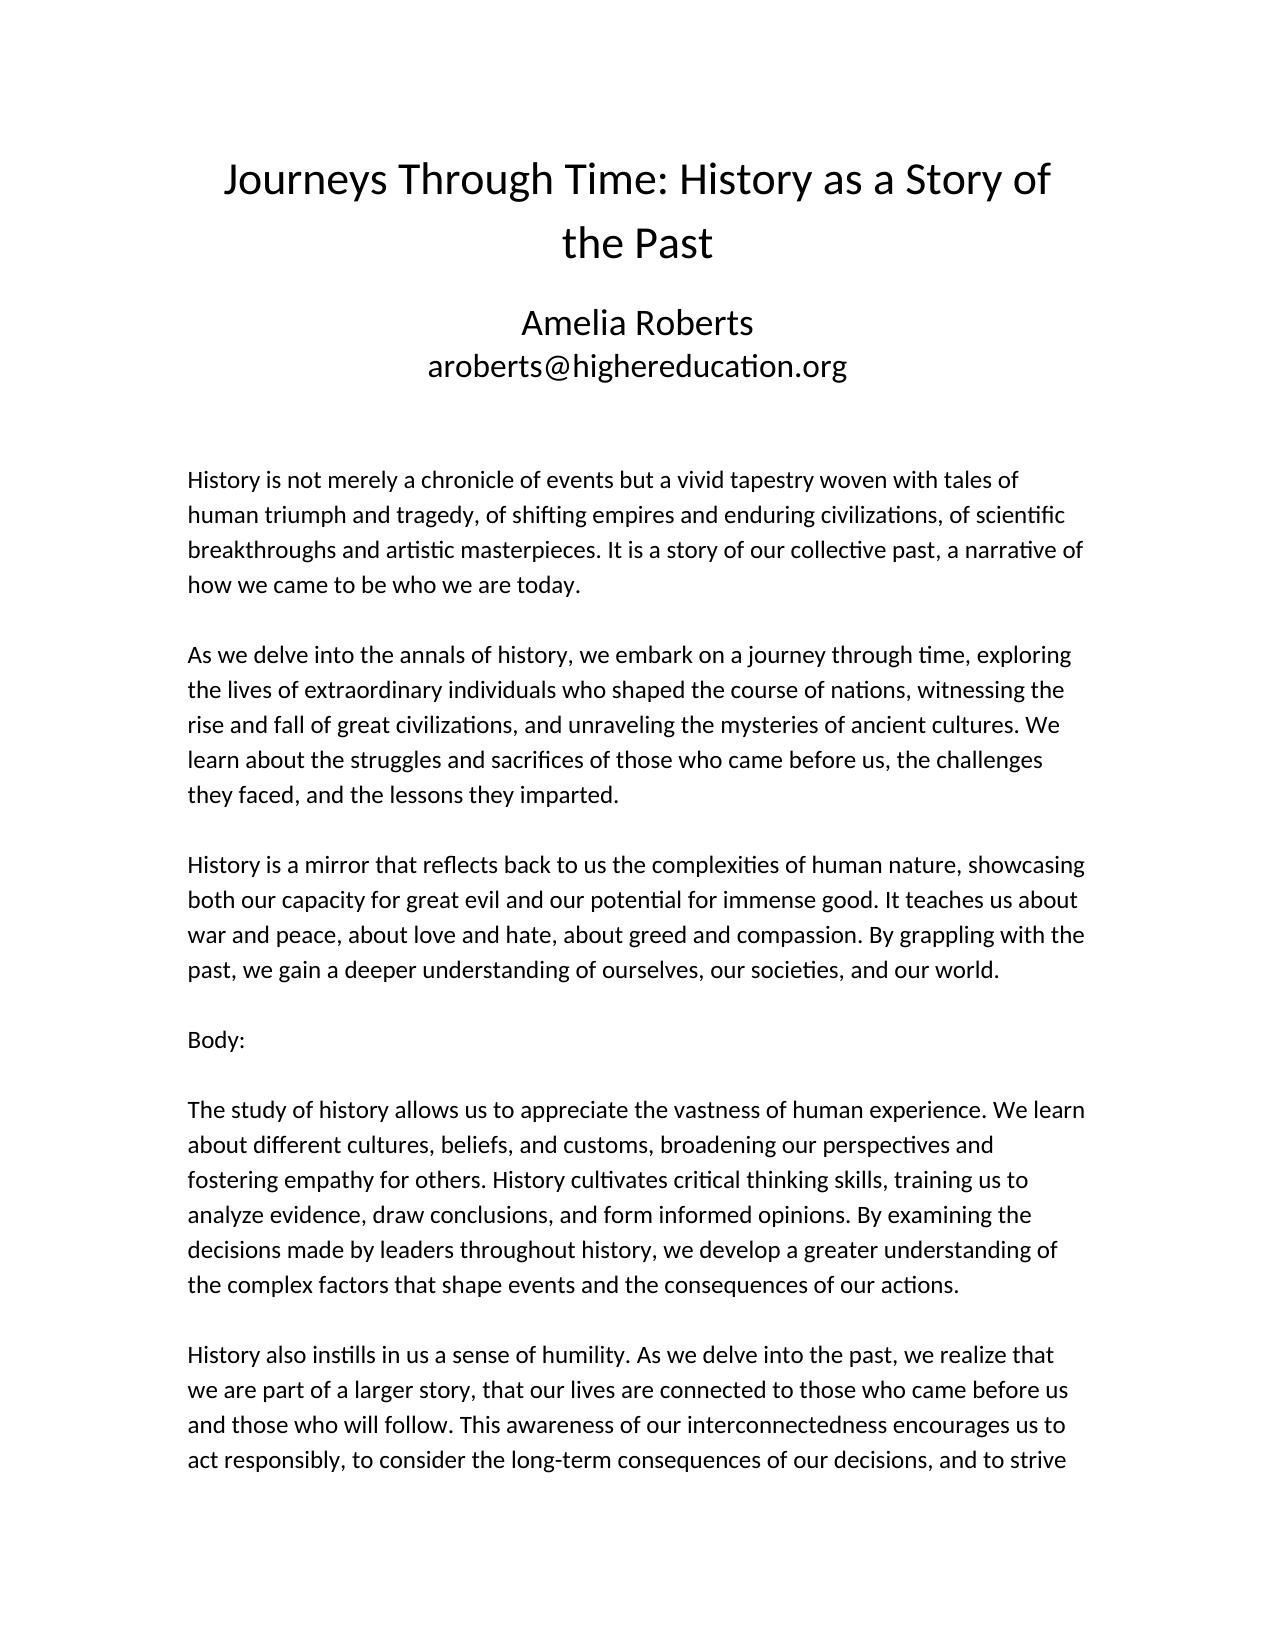 Journeys Through Time: History as a Story of
the Past
Amelia Roberts
aroberts@highereducation.org
History is not merely a chronicle of events but a vivid tapestry woven with tales of
human triumph and tragedy, of shifting empires and enduring civilizations, of scientific
breakthroughs and artistic masterpieces. It is a story of our collective past, a narrative of
how we came to be who we are today.
As we delve into the annals of history, we embark on a journey through time, exploring
the lives of extraordinary individuals who shaped the course of nations, witnessing the
rise and fall of great civilizations, and unraveling the mysteries of ancient cultures. We
learn about the struggles and sacrifices of those who came before us, the challenges
they faced, and the lessons they imparted.
History is a mirror that reflects back to us the complexities of human nature, showcasing
both our capacity for great evil and our potential for immense good. It teaches us about
war and peace, about love and hate, about greed and compassion. By grappling with the
past, we gain a deeper understanding of ourselves, our societies, and our world.
Body:
The study of history allows us to appreciate the vastness of human experience. We learn
about different cultures, beliefs, and customs, broadening our perspectives and
fostering empathy for others. History cultivates critical thinking skills, training us to
analyze evidence, draw conclusions, and form informed opinions. By examining the
decisions made by leaders throughout history, we develop a greater understanding of
the complex factors that shape events and the consequences of our actions.
History also instills in us a sense of humility. As we delve into the past, we realize that
we are part of a larger story, that our lives are connected to those who came before us
and those who will follow. This awareness of our interconnectedness encourages us to
act responsibly, to consider the long-term consequences of our decisions, and to strive